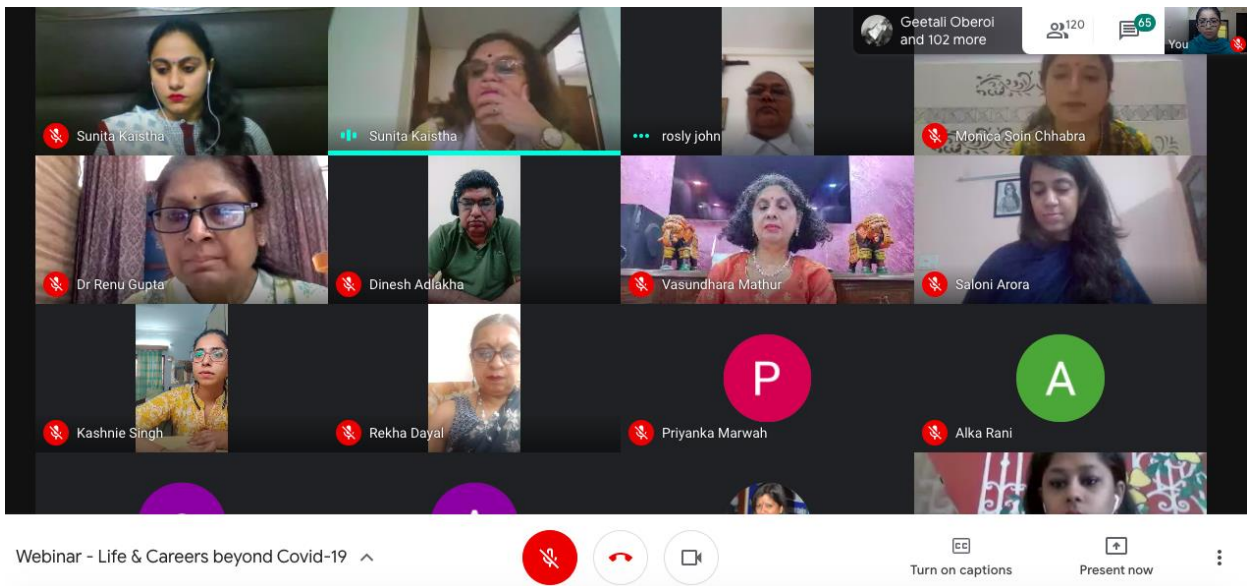 Geetali Oberoi
and 102 more
120
65
You
Sunita Kaistha
Sunita Kaistha
rosly john
Monica Soin Chhabra
Dr Renu Gupta
Dinesh Adlakha
Vasundhara Mathur
Saloni Arora
Kashnie Singh
Rekha Dayal
P
Priyanka Marwah
A
Alka Rani
Webinar - Life & Careers beyond Covid-19
CC
Turn on captions
Present now